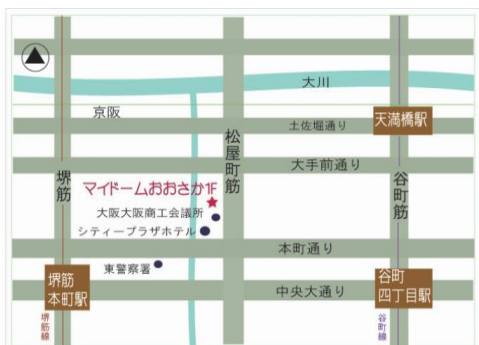 大川
京阪
土佐堀通り
天満橋駅
松屋町筋
大手前通り
堺筋
谷町筋
マイドームおおさか1F
大阪大阪商工会議所
シティープラザホテル
本町通り
東警察署
堺筋
本町駅
中央大通り
谷町
四丁目駅
堺筋線
谷町線